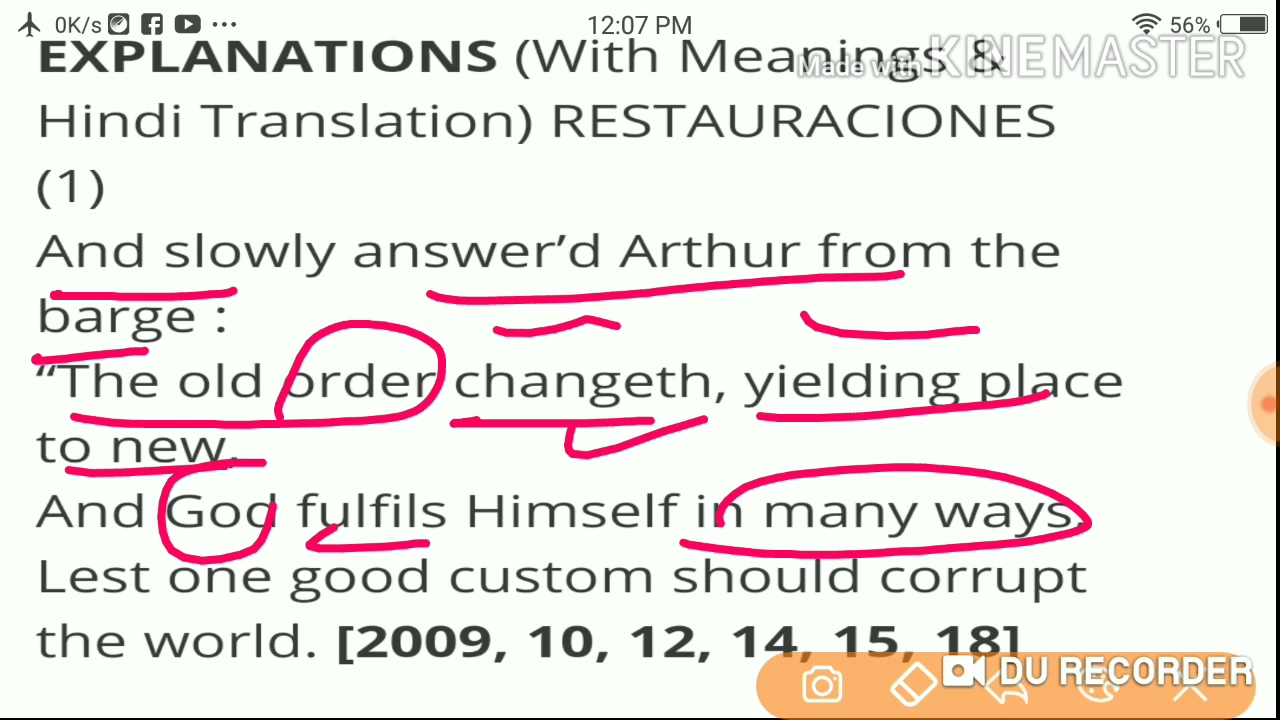 0K/s ... 12:07 PM 56%
EXPLANATIONS (With Meanings &
Made with KINEMASTER
Hindi Translation) RESTAURACIONES
(1)
And slowly answer’d Arthur from the
barge :
“The old order changeth, yielding place
to new,
And God fulfils Himself in many ways,
Lest one good custom should corrupt
the world. [2009, 10, 12, 14, 15, 18]
DU RECORDER